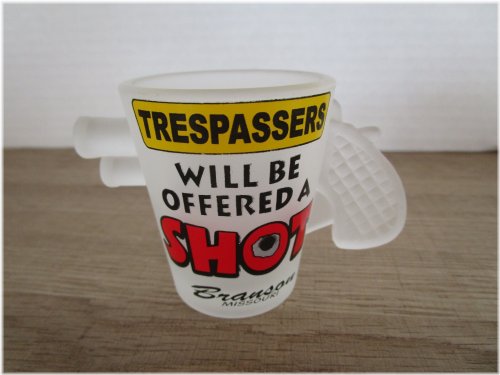 TRESPASSERS
WILL BE
OFFERED A
SHOT
Branson
MISSOURI